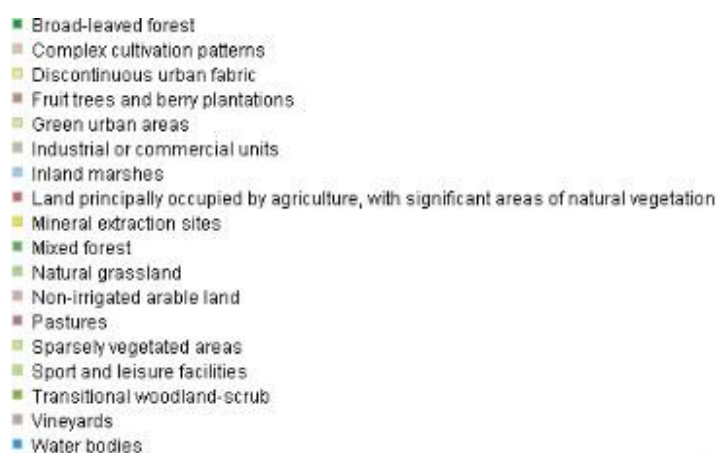 Broad-leaved forest
Complex cultivation patterns
Discontinuous urban fabric
Fruit trees and berry plantations
Green urban areas
Industrial or commercial units
Inland marshes
Land principally occupied by agriculture, with significant areas of natural vegetation
Mineral extraction sites
Mixed forest
Natural grassland
Non-irrigated arable land
Pastures
Sparsely vegetated areas
Sport and leisure facilities
Transitional woodland-scrub
Vineyards
Water bodies